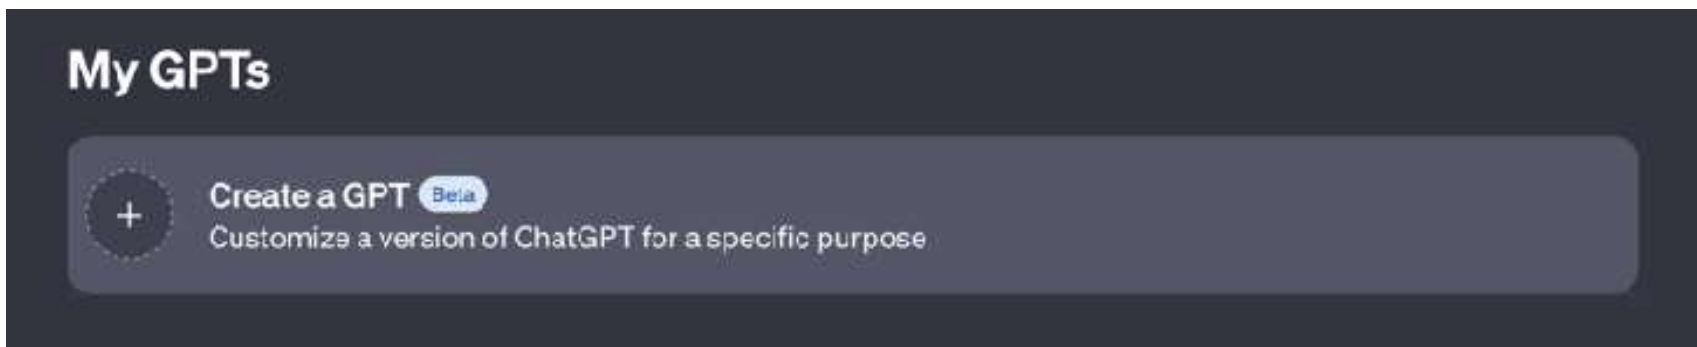 My GPTs
+
Create a GPT Beta
Customize a version of ChatGPT for a specific purpose